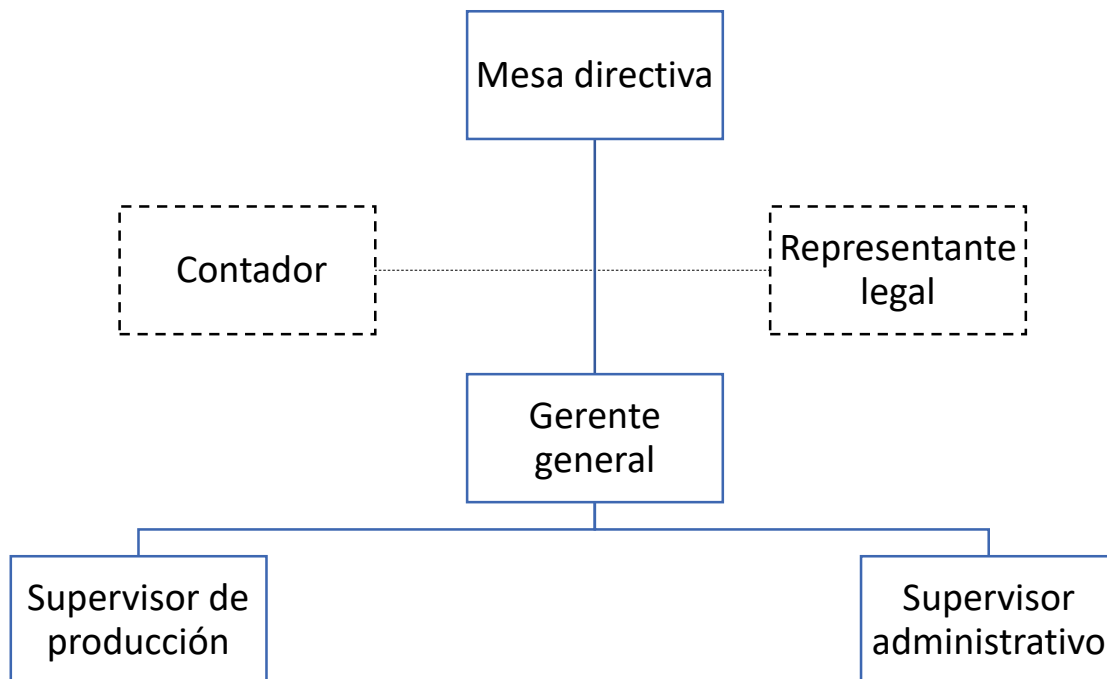 Mesa directiva
Contador
Representante
legal
Gerente
general
Supervisor de
producción
Supervisor
administrativo